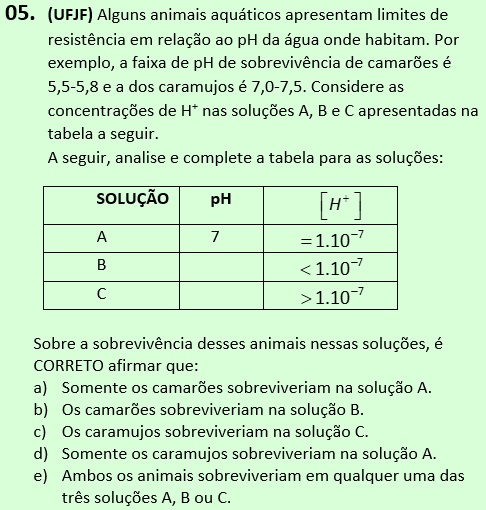 05. (UFJF) Alguns animais aquáticos apresentam limites de
resistência em relação ao pH da água onde habitam. Por
exemplo, a faixa de pH de sobrevivência de camarões é
5,5-5,8 e a dos caramujos é 7,0-7,5. Considere as
concentrações de H⁺ nas soluções A, B e C apresentadas na
tabela a seguir.
A seguir, analise e complete a tabela para as soluções:
SOLUÇÃO pH [H⁺]
A 7 =1.10⁻⁷
B <1.10⁻⁷
C >1.10⁻⁷
Sobre a sobrevivência desses animais nessas soluções, é
CORRETO afirmar que:
a) Somente os camarões sobreviveriam na solução A.
b) Os camarões sobreviveriam na solução B.
c) Os caramujos sobreviveriam na solução C.
d) Somente os caramujos sobreviveriam na solução A.
e) Ambos os animais sobreviveriam em qualquer uma das
três soluções A, B ou C.